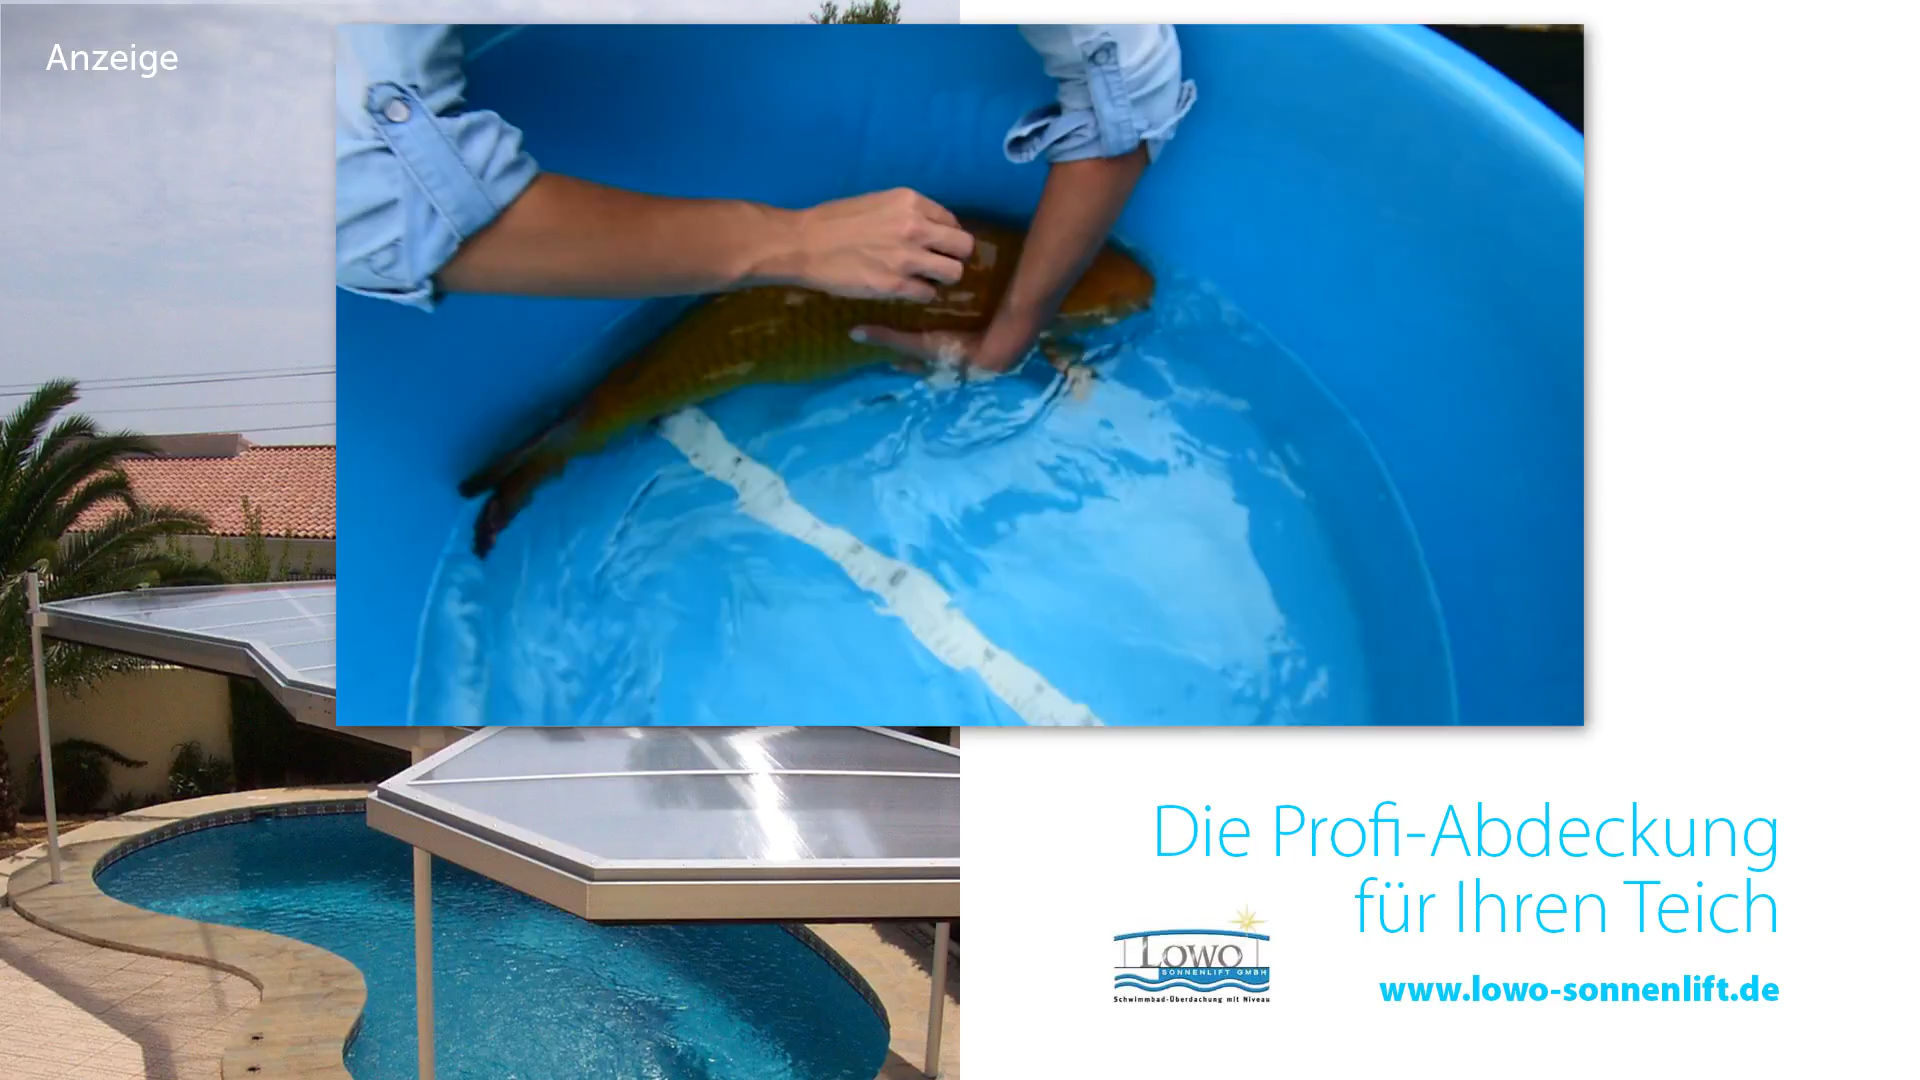 Anzeige
Die Profi-Abdeckung
für Ihren Teich
LOWO
SONNENLIFT GMBH
Schwimmbad-Überdachung mit Niveau
www.lowo-sonnenlift.de